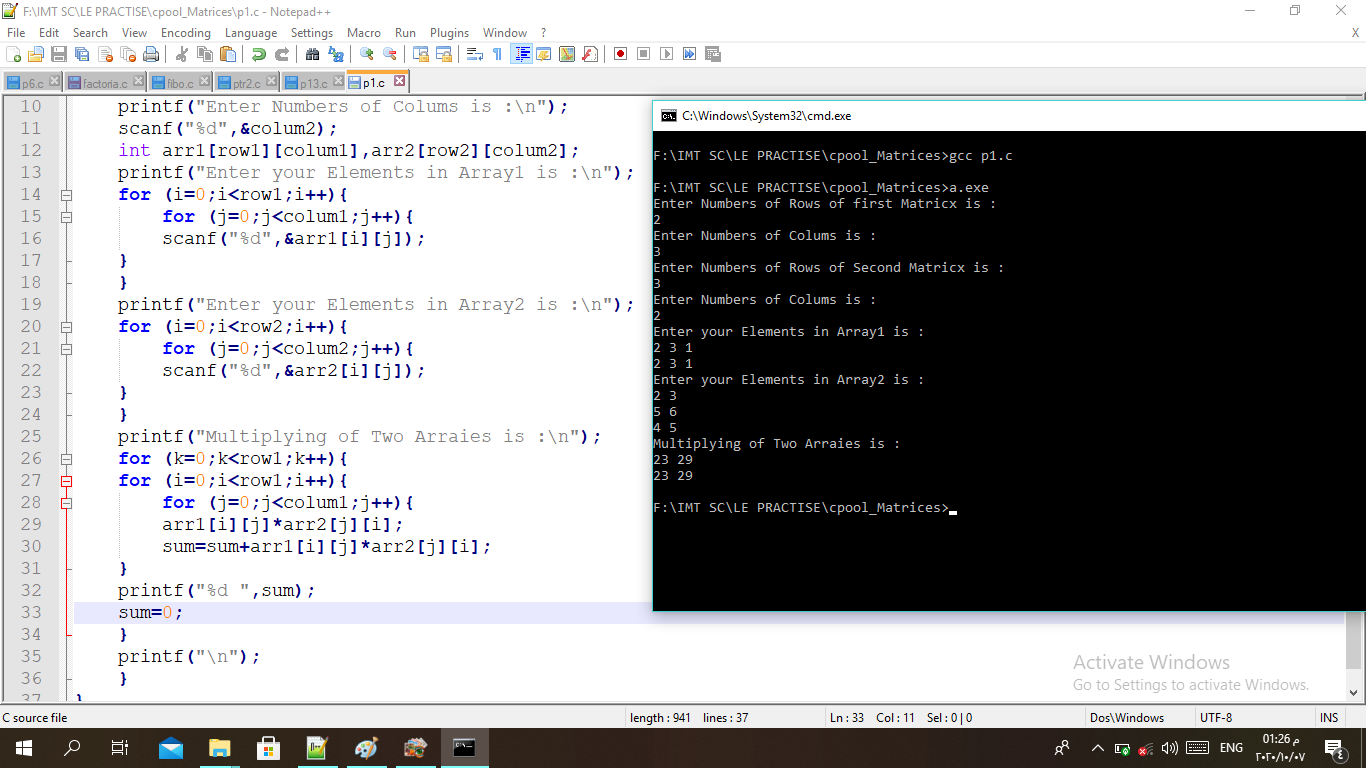 F:\IMT SC\LE PRACTISE\cpool_Matrices\p1.c - Notepad++
File Edit Search View Encoding Language Settings Macro Run Plugins Window ? X
p6.c factoria.c fibo.c ptr2.c p13.c p1.c
10 printf("Enter Numbers of Colums is :\n");
11 scanf("%d",&colum2);
12 int arr1[row1][colum1],arr2[row2][colum2];
13 printf("Enter your Elements in Array1 is :\n");
14 for (i=0;i<row1;i++){
15 for (j=0;j<colum1;j++){
16 scanf("%d",&arr1[i][j]);
17 }
18 }
19 printf("Enter your Elements in Array2 is :\n");
20 for (i=0;i<row2;i++){
21 for (j=0;j<colum2;j++){
22 scanf("%d",&arr2[i][j]);
23 }
24 }
25 printf("Multiplying of Two Arraies is :\n");
26 for (k=0;k<row1;k++){
27 for (i=0;i<row1;i++){
28 for (j=0;j<colum1;j++){
29 arr1[i][j]*arr2[j][i];
30 sum=sum+arr1[i][j]*arr2[j][i];
31 }
32 printf("%d ",sum);
33 sum=0;
34 }
35 printf("\n");
36 }
37 }
C:\Windows\System32\cmd.exe
F:\IMT SC\LE PRACTISE\cpool_Matrices>gcc p1.c
F:\IMT SC\LE PRACTISE\cpool_Matrices>a.exe
Enter Numbers of Rows of first Matricx is :
2
Enter Numbers of Colums is :
3
Enter Numbers of Rows of Second Matricx is :
3
Enter Numbers of Colums is :
2
Enter your Elements in Array1 is :
2 3 1
2 3 1
Enter your Elements in Array2 is :
2 3
5 6
4 5
Multiplying of Two Arraies is :
23 29
23 29
F:\IMT SC\LE PRACTISE\cpool_Matrices>
Activate Windows
Go to Settings to activate Windows.
C source file length : 941 lines : 37 Ln : 33 Col : 11 Sel : 0 | 0 Dos\Windows UTF-8 INS
ENG
01:26 م
٢٠٢٠/١٠/٠٧